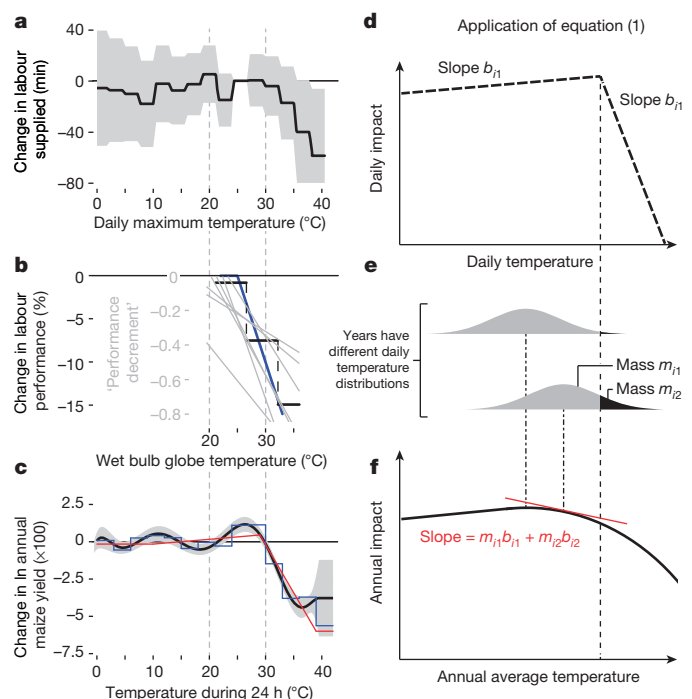 a
Change in labour
supplied (min)
40
0
−40
−80
0
10
20
30
40
Daily maximum temperature (°C)
b
Change in labour
performance (%)
0
−5
−10
−15
‘Performance
decrement’
0
−0.2
−0.4
−0.6
−0.8
20
30
Wet bulb globe temperature (°C)
c
Change in ln annual
maize yield (×100)
2.5
0
−2.5
−5
−7.5
0
10
20
30
40
Temperature during 24 h (°C)
d
Application of equation (1)
Slope b_i1
Slope b_i1
Daily impact
Daily temperature
e
Years have
different daily
temperature
distributions
Mass m_i1
Mass m_i2
f
Slope = m_i1b_i1 + m_i2b_i2
Annual impact
Annual average temperature